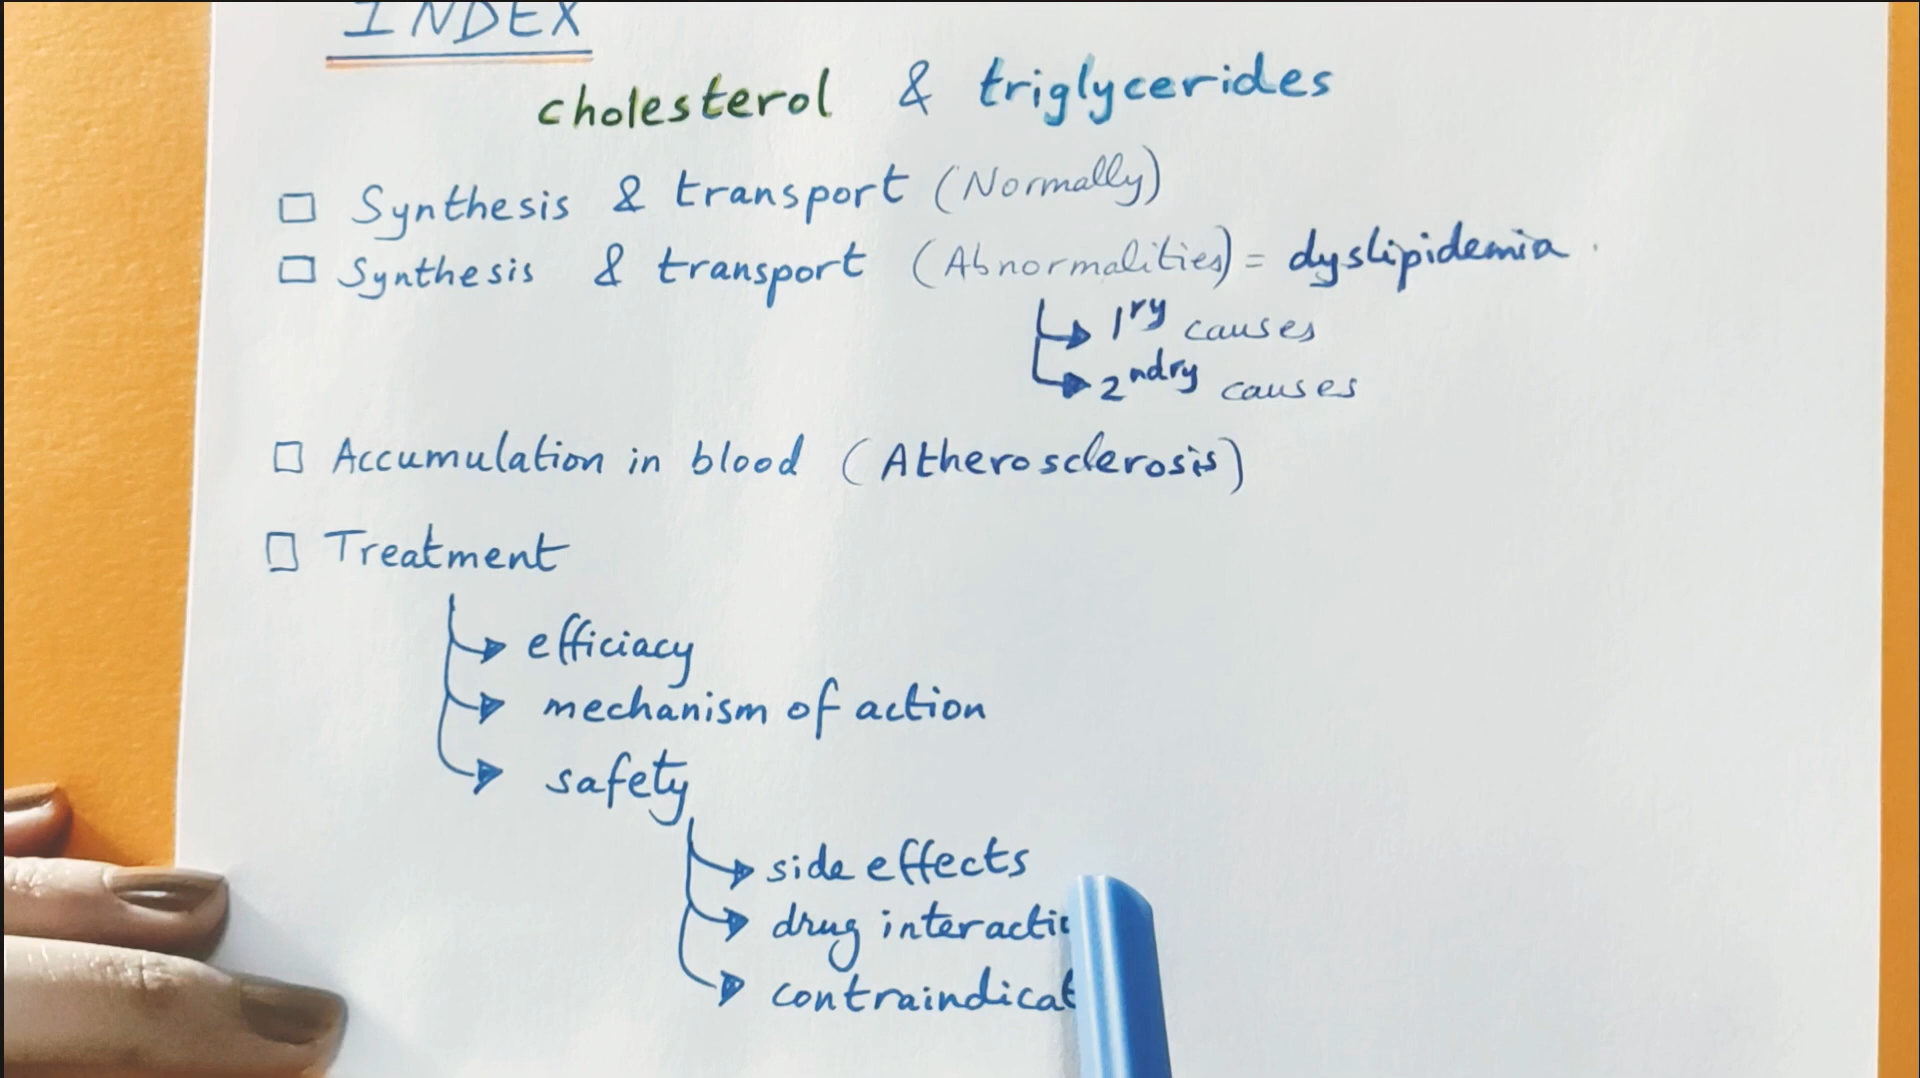 INDEX
cholesterol & triglycerides
Synthesis & transport (Normally)
Synthesis & transport (Abnormalities) = dyslipidemia
1ry causes
2ndry causes
Accumulation in blood (Atherosclerosis)
Treatment
efficiacy
mechanism of action
safety
side effects
drug